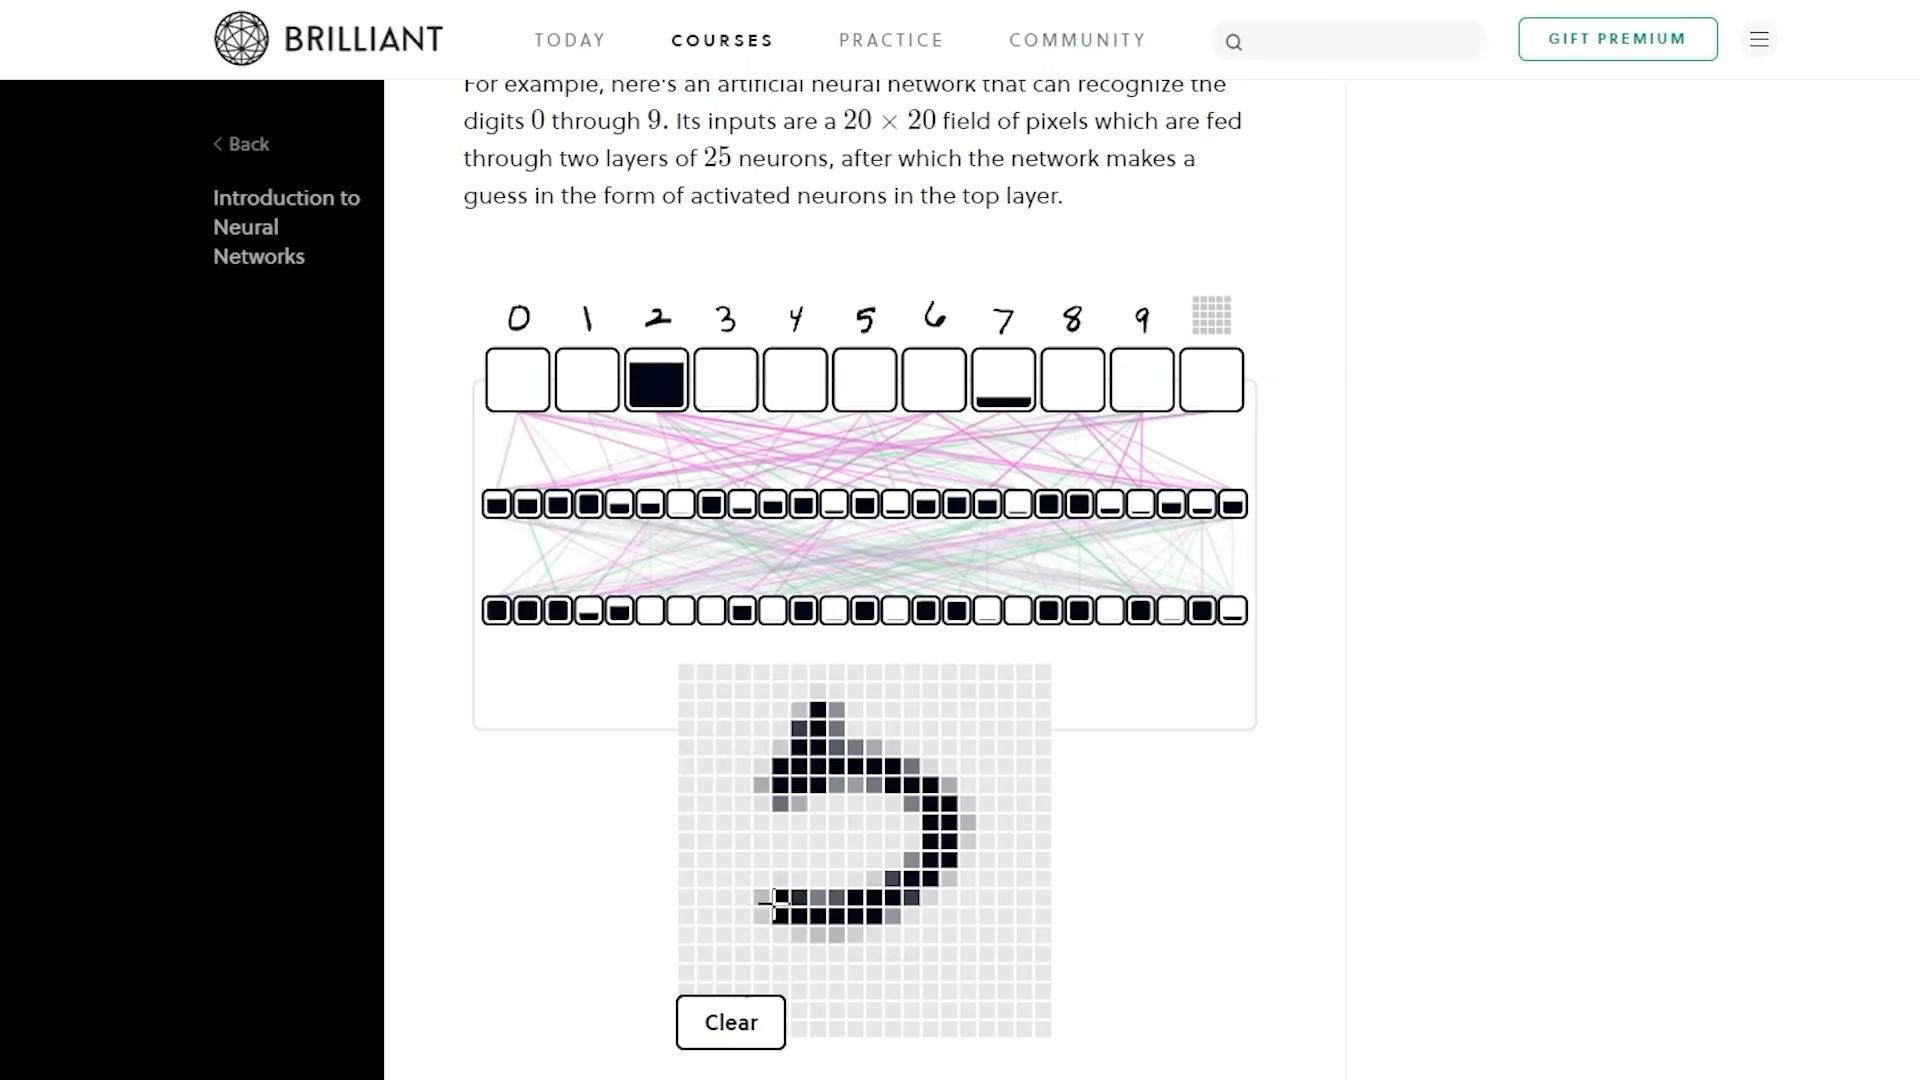 BRILLIANT TODAY COURSES PRACTICE COMMUNITY GIFT PREMIUM
< Back
Introduction to
Neural
Networks
For example, here's an artificial neural network that can recognize the
digits 0 through 9. Its inputs are a 20 × 20 field of pixels which are fed
through two layers of 25 neurons, after which the network makes a
guess in the form of activated neurons in the top layer.
0 1 2 3 4 5 6 7 8 9
Clear